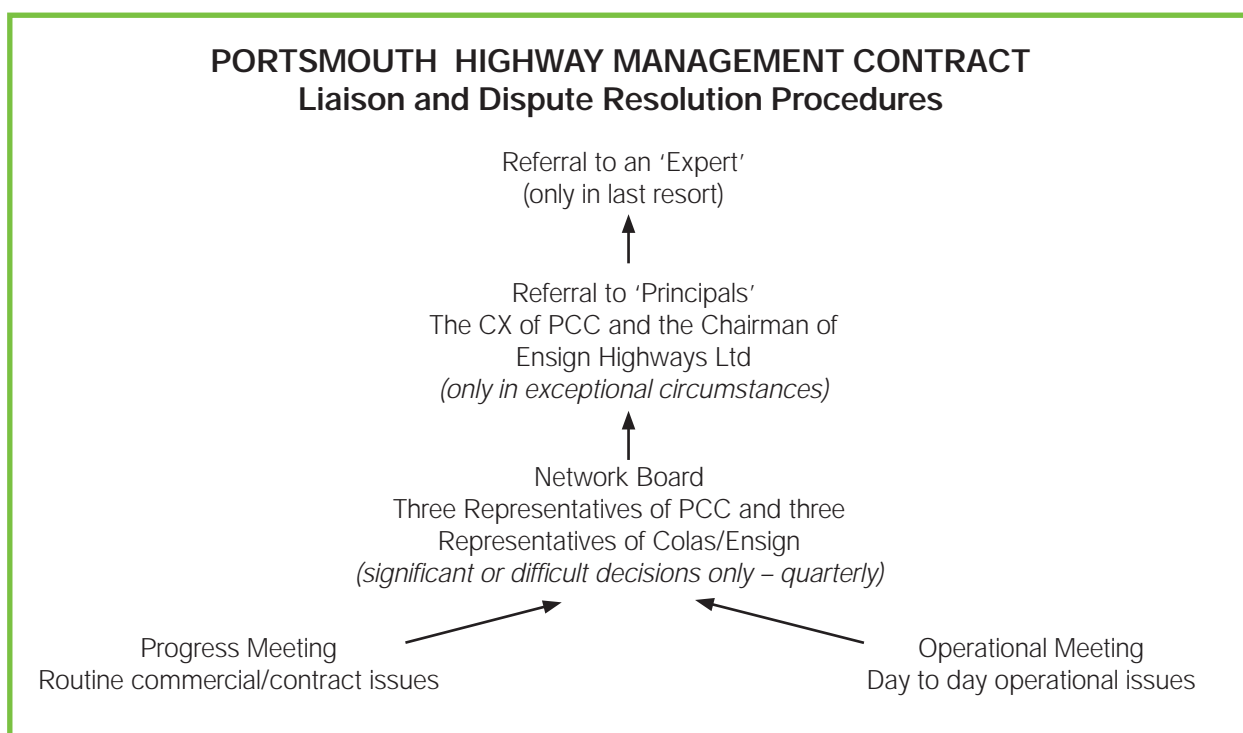 PORTSMOUTH HIGHWAY MANAGEMENT CONTRACT
Liaison and Dispute Resolution Procedures
Referral to an ‘Expert’
(only in last resort)
Referral to ‘Principals’
The CX of PCC and the Chairman of
Ensign Highways Ltd
(only in exceptional circumstances)
Network Board
Three Representatives of PCC and three
Representatives of Colas/Ensign
(significant or difficult decisions only – quarterly)
Progress Meeting
Routine commercial/contract issues
Operational Meeting
Day to day operational issues